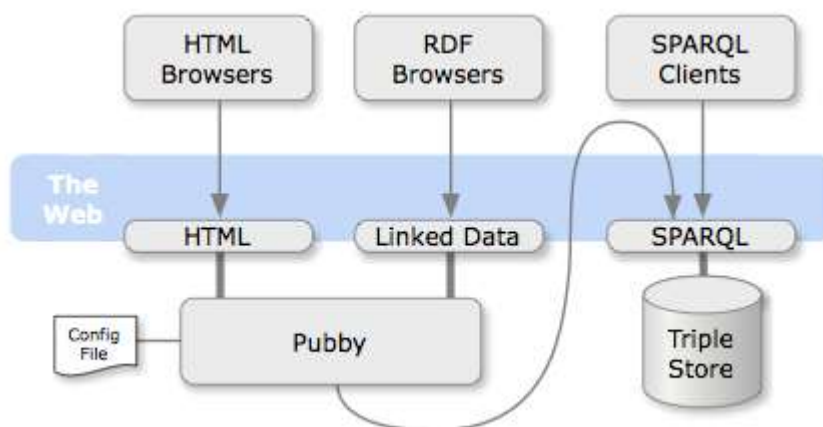 HTML
Browsers
RDF
Browsers
SPARQL
Clients
The
Web
HTML
Linked Data
SPARQL
Config
File
Pubby
Triple
Store